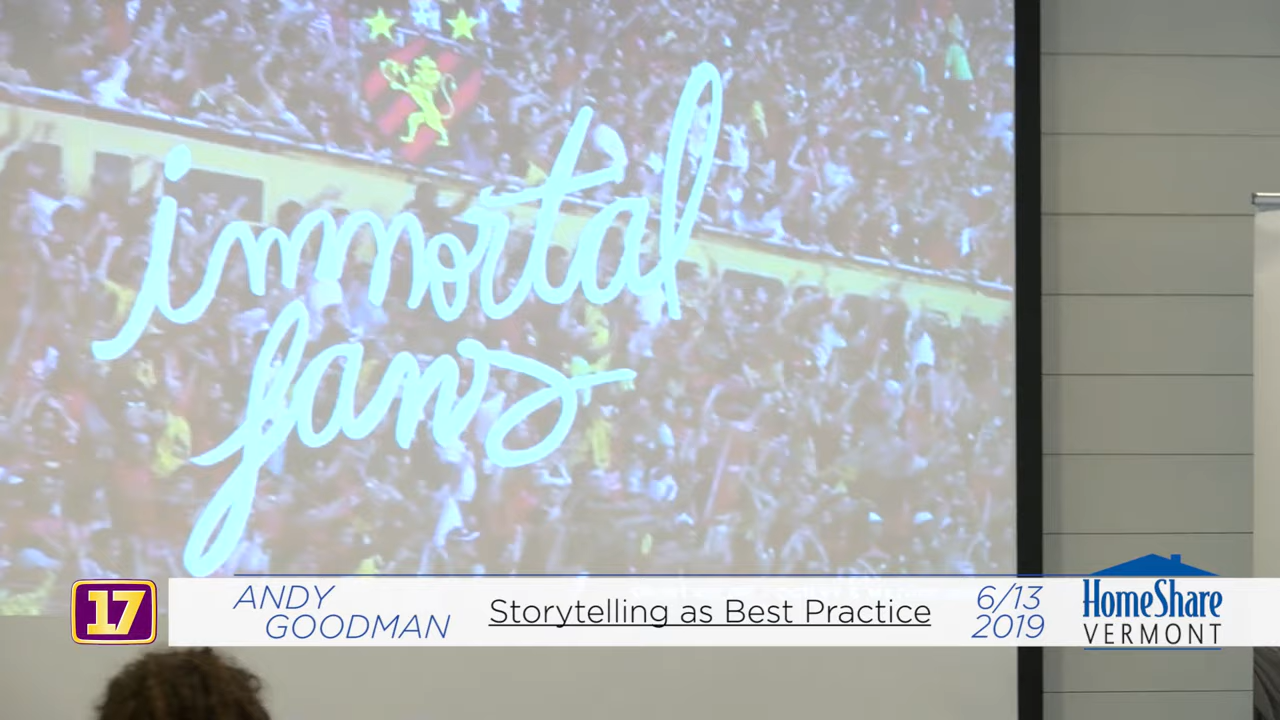 immortal
fans
17
ANDY
GOODMAN
Storytelling as Best Practice
6/13
2019
HomeShare
VERMONT